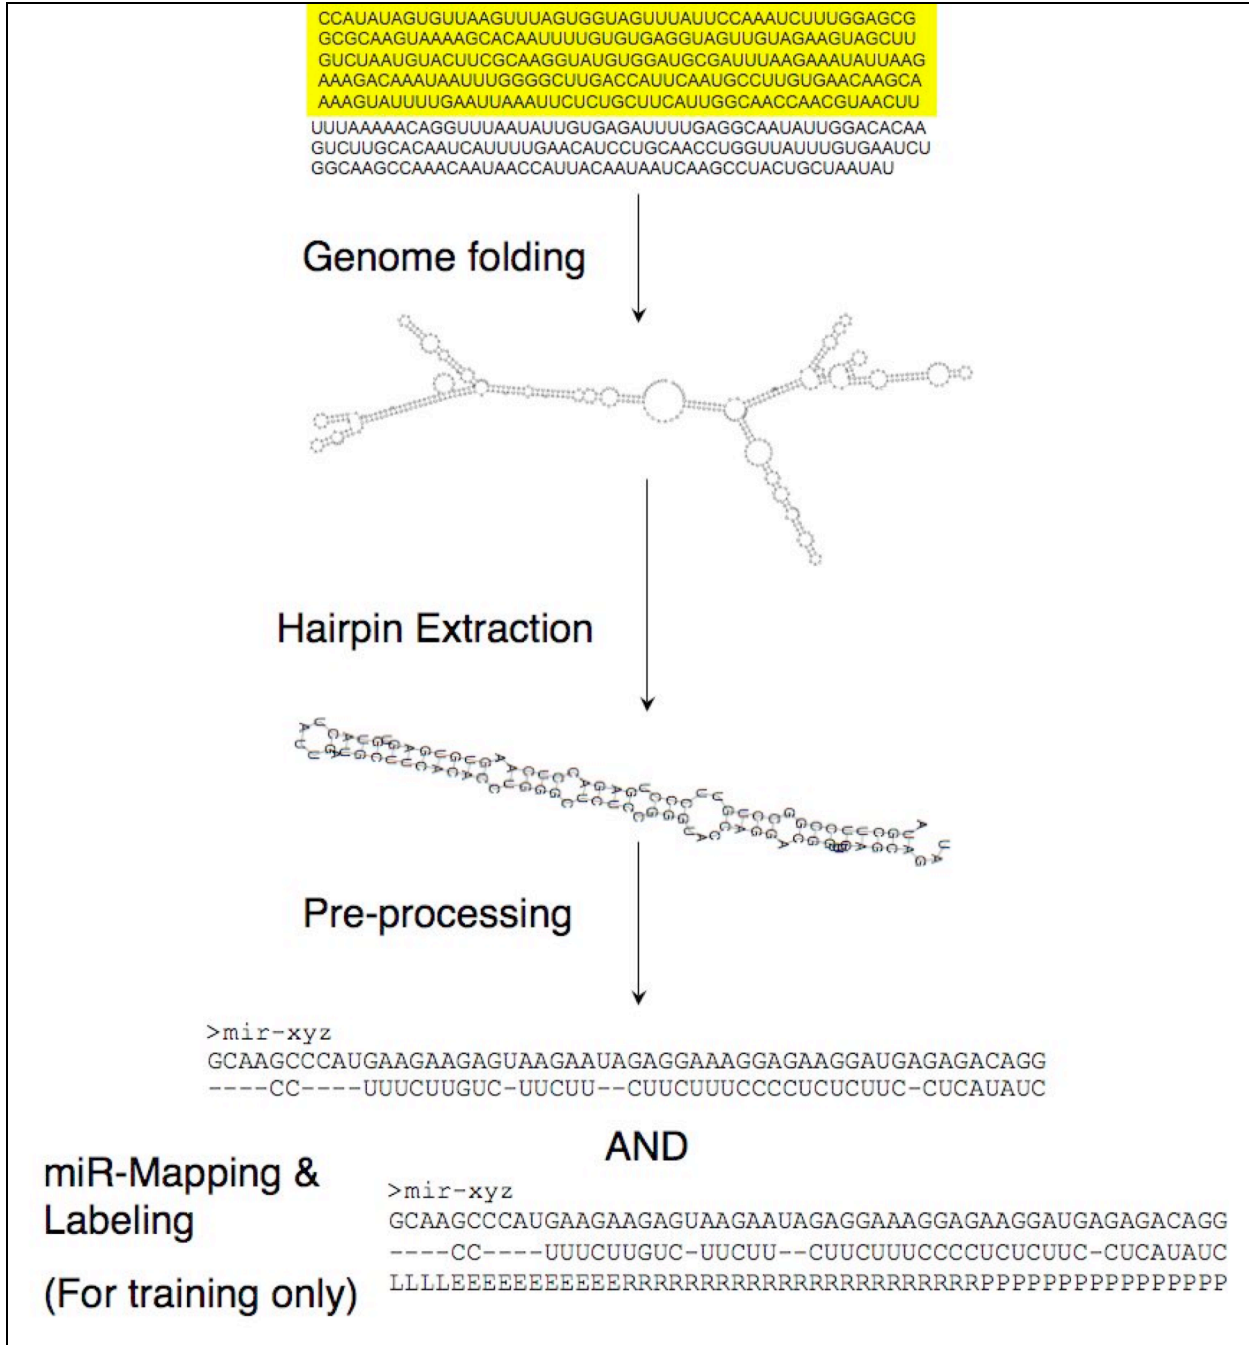 CCAUAUAGUGUUAAGUUUAGUGGUAGUUUAUUCCAAAUCUUUGGAGCG
GCGCAAGUAAAAGCACAAUUUUGUGUGAGGUAGUUGUAGAAGUAGCUU
GUCUAAUGUACUUCGCAAGGUAUGUGGAUGCGAUUUAAGAAAUAUUAAG
AAAGACAAAUAAUUUGGGGCUUGACCAUUCAAUGCCUUGUGAACAAGCA
AAAGUAUUUUGAAUUAAAUUCUCUGCUUCAUUGGCAACCAACGUAACUU
UUUAAAAACAGGUUUAAUAUUGUGAGAUUUUGAGGCAAUAUUGGACACAA
GUCUUGCACAAUCAUUUUGAACAUCCUGCAACCUGGUUAUUUGUGAAUCU
GGCAAGCCAAACAAUAACCAUUACAAUAAUCAAGCCUACUGCUAAUAU
Genome folding
Hairpin Extraction
Pre-processing
>mir-xyz
GCAAGCCCAUGAAGAAGAGUAAGAAUAGAGGAAAGGAGAAGGAUGAGAGACAGG
----CC----UUUCUUGUC-UUCUU--CUUCUUUCCCCUCUCUUC-CUCAUAUC
AND
miR-Mapping &
Labeling
(For training only)
>mir-xyz
GCAAGCCCAUGAAGAAGAGUAAGAAUAGAGGAAAGGAGAAGGAUGAGAGACAGG
----CC----UUUCUUGUC-UUCUU--CUUCUUUCCCCUCUCUUC-CUCAUAUC
LLLLEEEEEEEEEEERRRRRRRRRRRRRRRRRRRRRRRPPPPPPPPPPPPPPPP